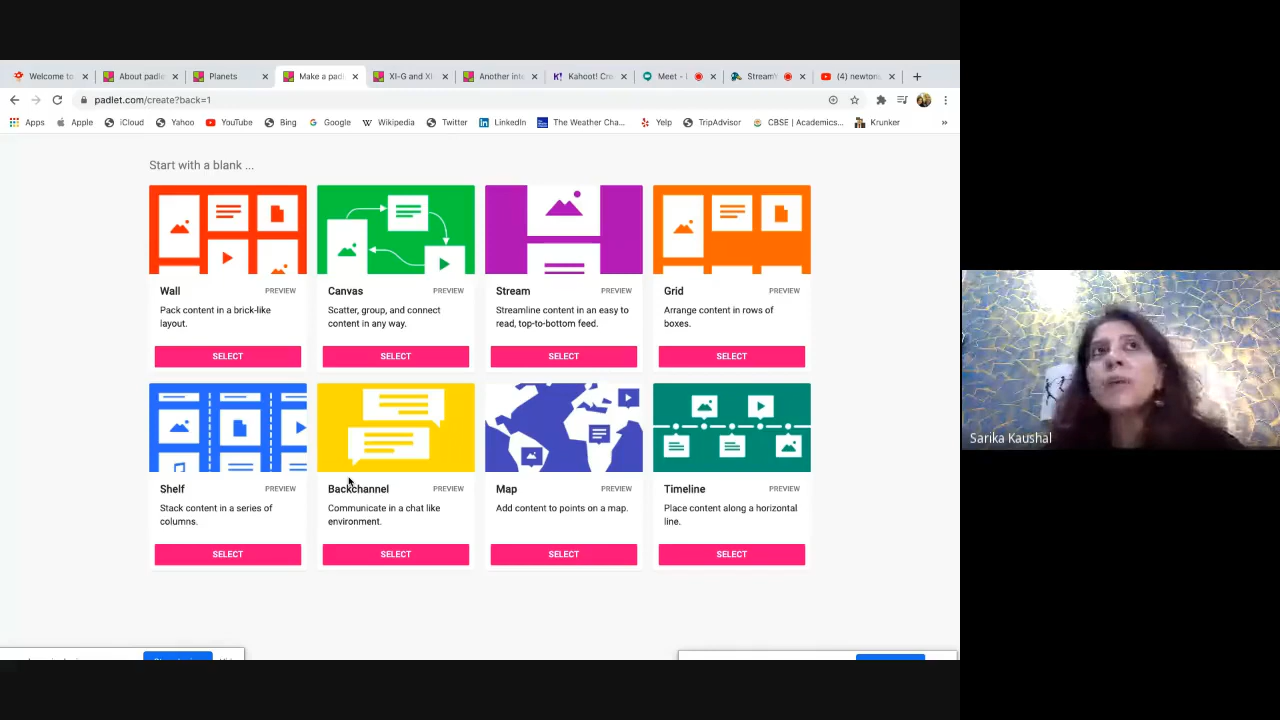 Welcome to
About padle
Planets
Make a padl
XI-G and XI
Another inte
Kahoot! Cro
Meet - L
StreamY
(4) newton
padlet.com/create?back=1
Apps
Apple
iCloud
Yahoo
YouTube
Bing
Google
Wikipedia
Twitter
LinkedIn
The Weather Cha...
Yelp
TripAdvisor
CBSE | Academics...
Krunker
»
Start with a blank ...
Wall
PREVIEW
Pack content in a brick-like
layout.
SELECT
Canvas
PREVIEW
Scatter, group, and connect
content in any way.
SELECT
Stream
PREVIEW
Streamline content in an easy to
read, top-to-bottom feed.
SELECT
Grid
PREVIEW
Arrange content in rows of
boxes.
SELECT
Shelf
PREVIEW
Stack content in a series of
columns.
SELECT
Backchannel
PREVIEW
Communicate in a chat like
environment.
SELECT
Map
PREVIEW
Add content to points on a map.
SELECT
Timeline
PREVIEW
Place content along a horizontal
line.
SELECT
Sarika Kaushal